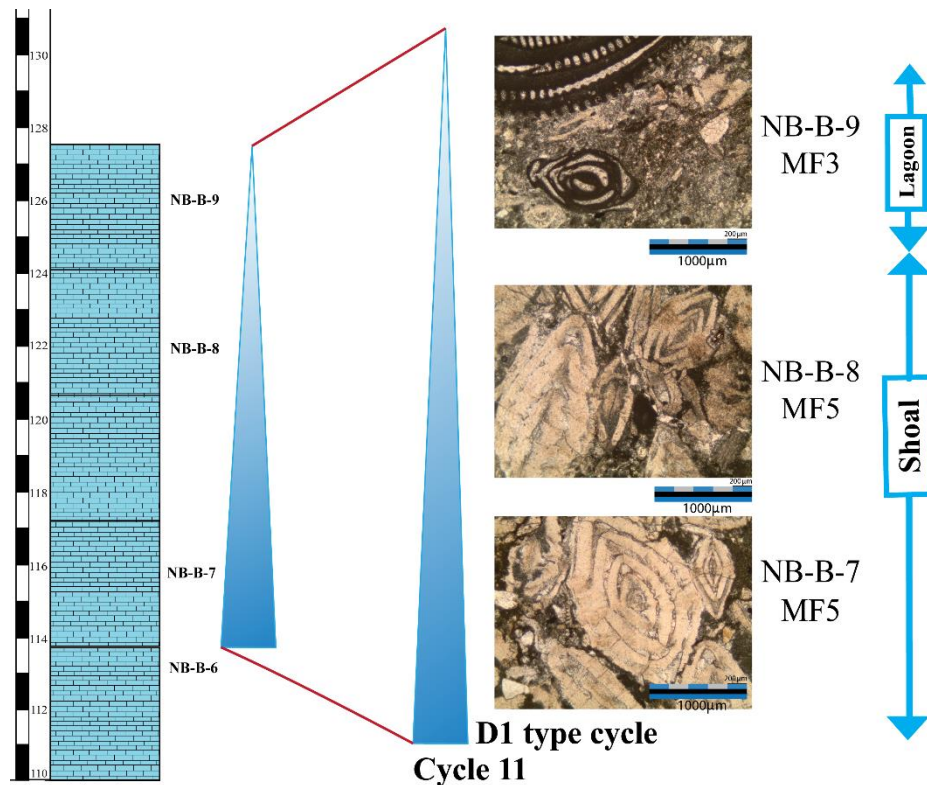 130
128
126
124
122
120
118
116
114
112
110
NB-B-9
NB-B-8
NB-B-7
NB-B-6
D1 type cycle
Cycle 11
200µm
1000µm
NB-B-9
MF3
200µm
1000µm
NB-B-8
MF5
200µm
1000µm
NB-B-7
MF5
Lagoon
Shoal